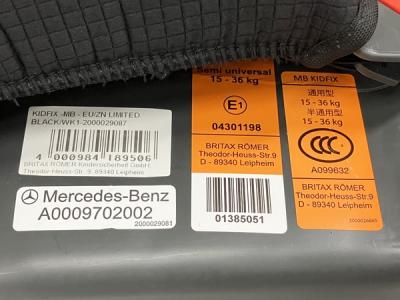 KIDFIX -MB - EU/ZN LIMITED
BLACK/WK1-2000029087
4 000984 189506
BRITAX RÖMER Kindersicherheit GmbH
Theodor-Heuss-Str. 9, 89340 Leipheim
Mercedes-Benz
A0009702002
2000029081
Semi universal
15 - 36 kg
E1
04301198
BRITAX RÖMER
Theodor-Heuss-Str.9
D - 89340 Leipheim
01385051
MB KIDFIX
通用型
15 - 36 kg
半通用型
15 - 36 kg
CCC
A099632
BRITAX RÖMER
Theodor-Heuss-Str.9
D - 89340 Leipheim